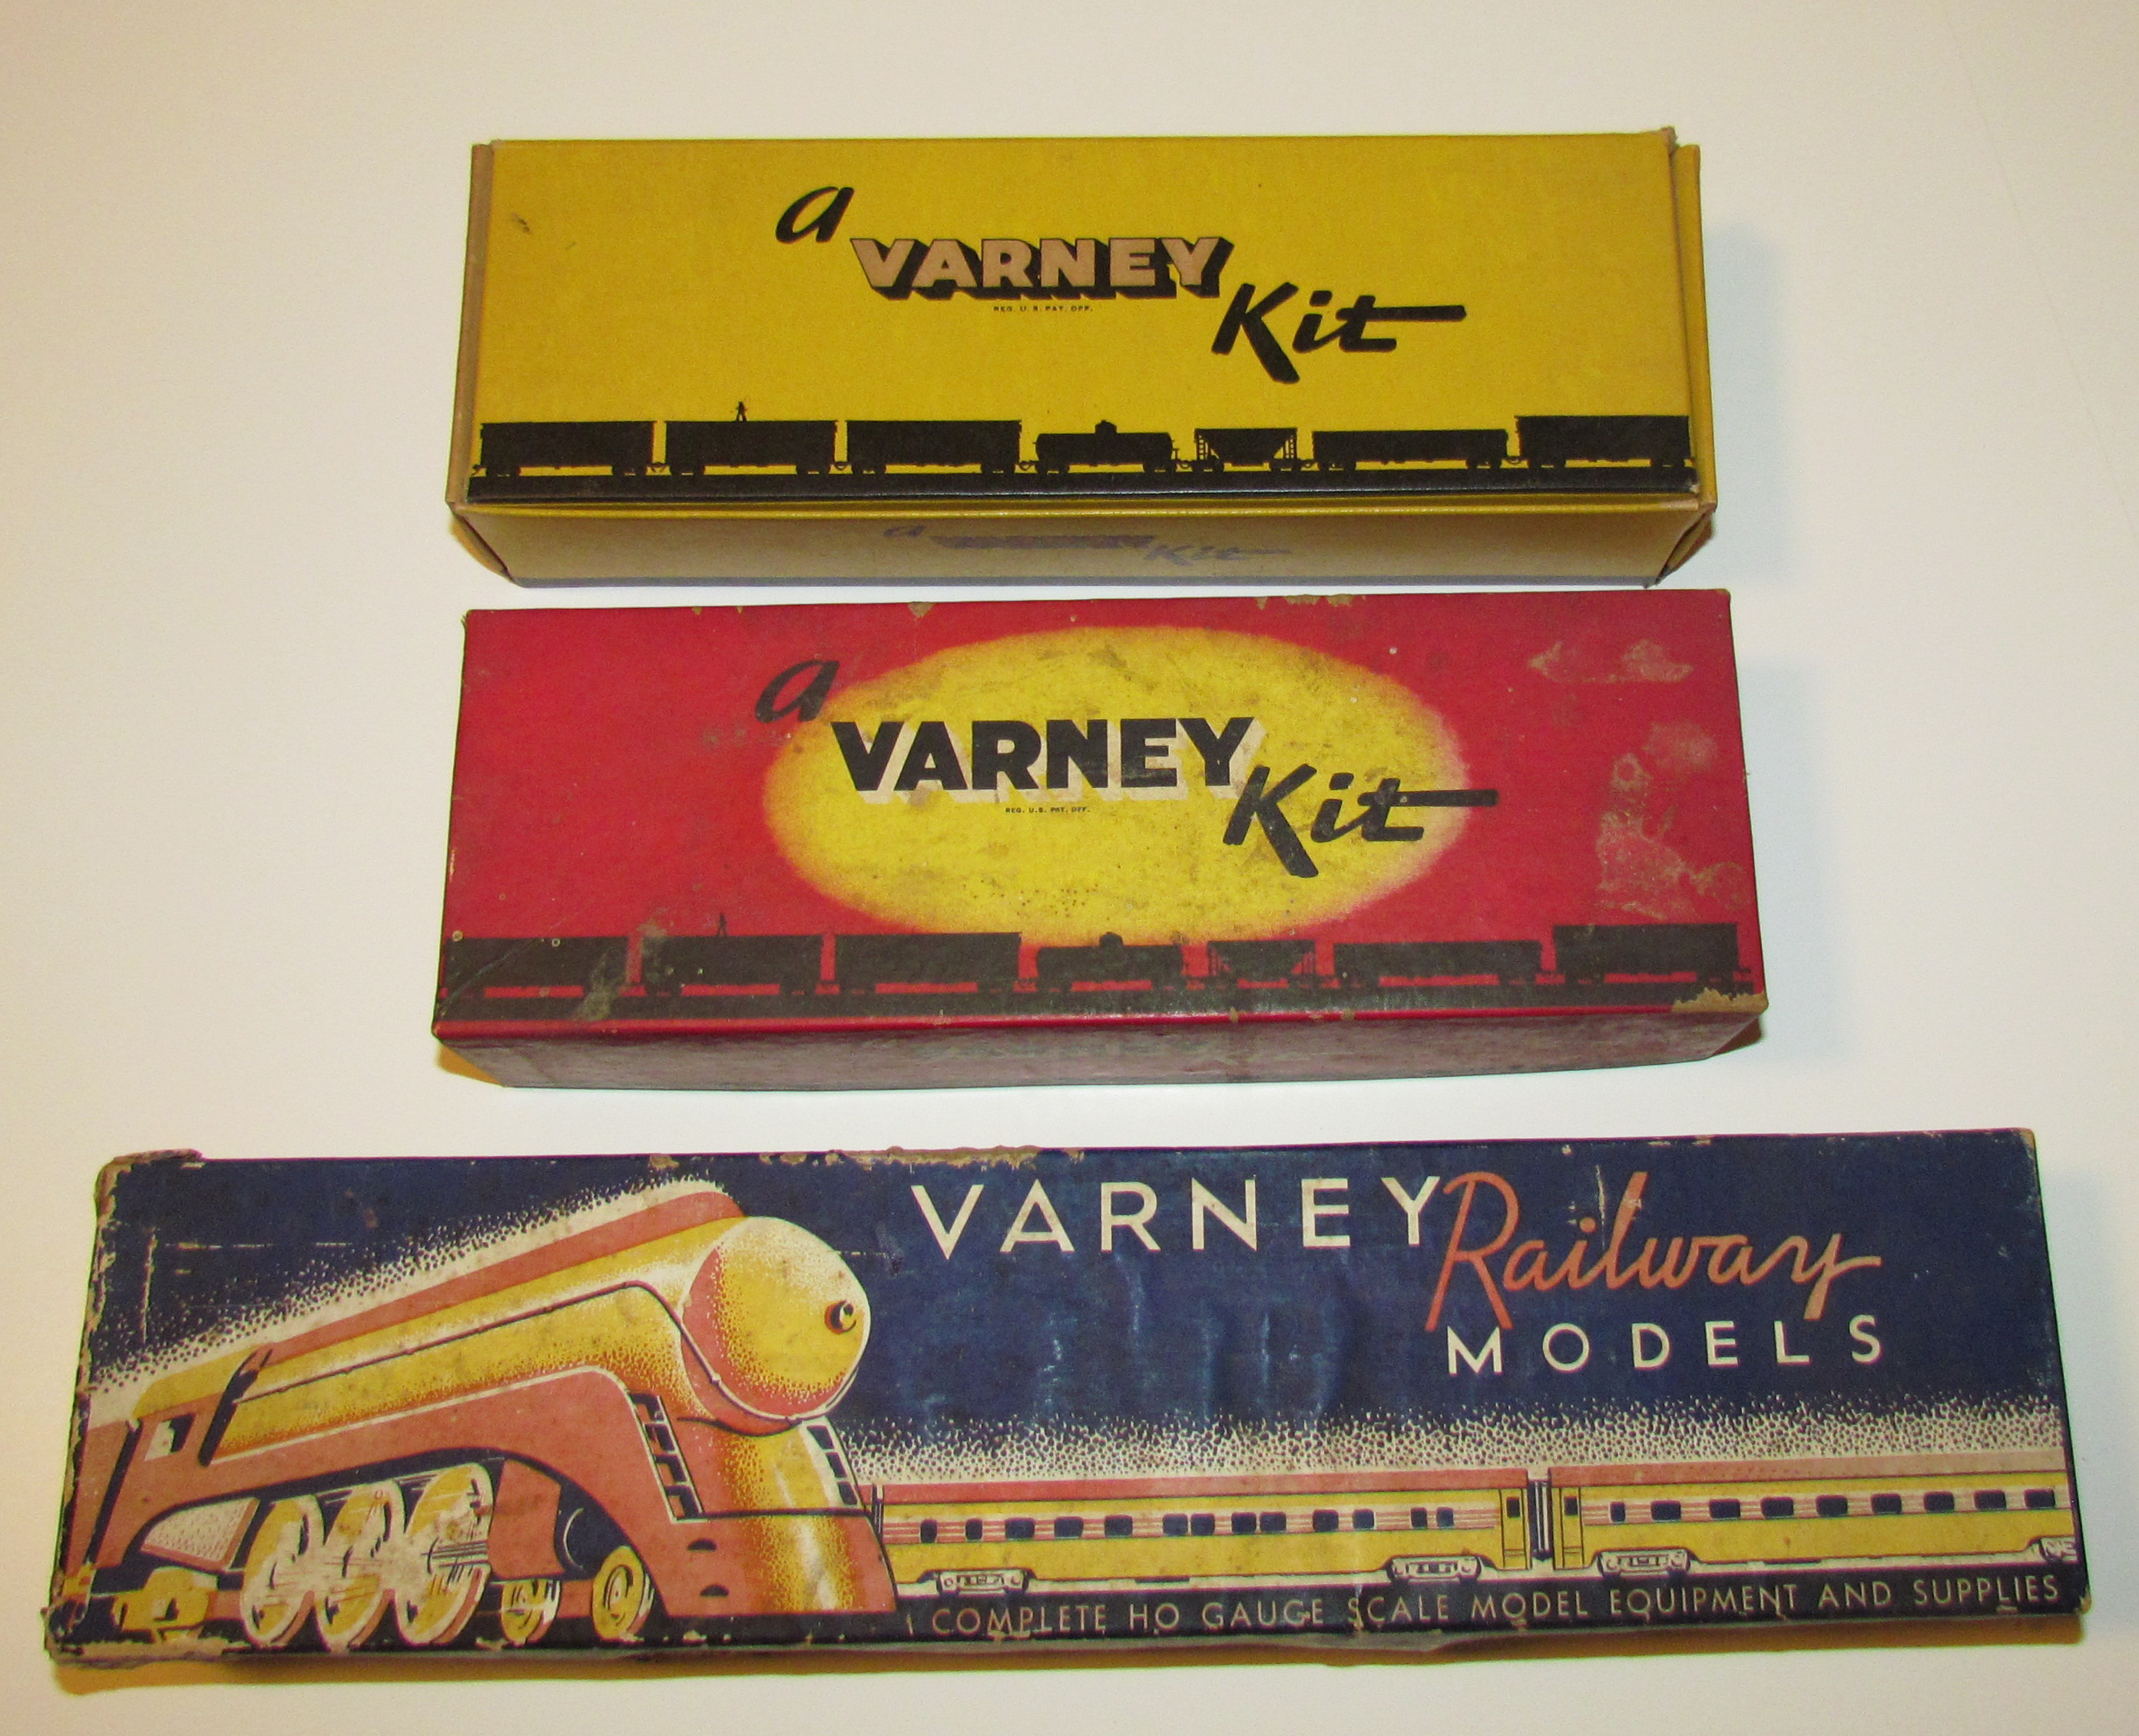 a
VARNEY
REG. U. S. PAT. OFF.
Kit
a Kit
a
VARNEY
REG. U.S. PAT. OFF.
Kit
VARNEY Railway
MODELS
COMPLETE HO GAUGE SCALE MODEL EQUIPMENT AND SUPPLIES